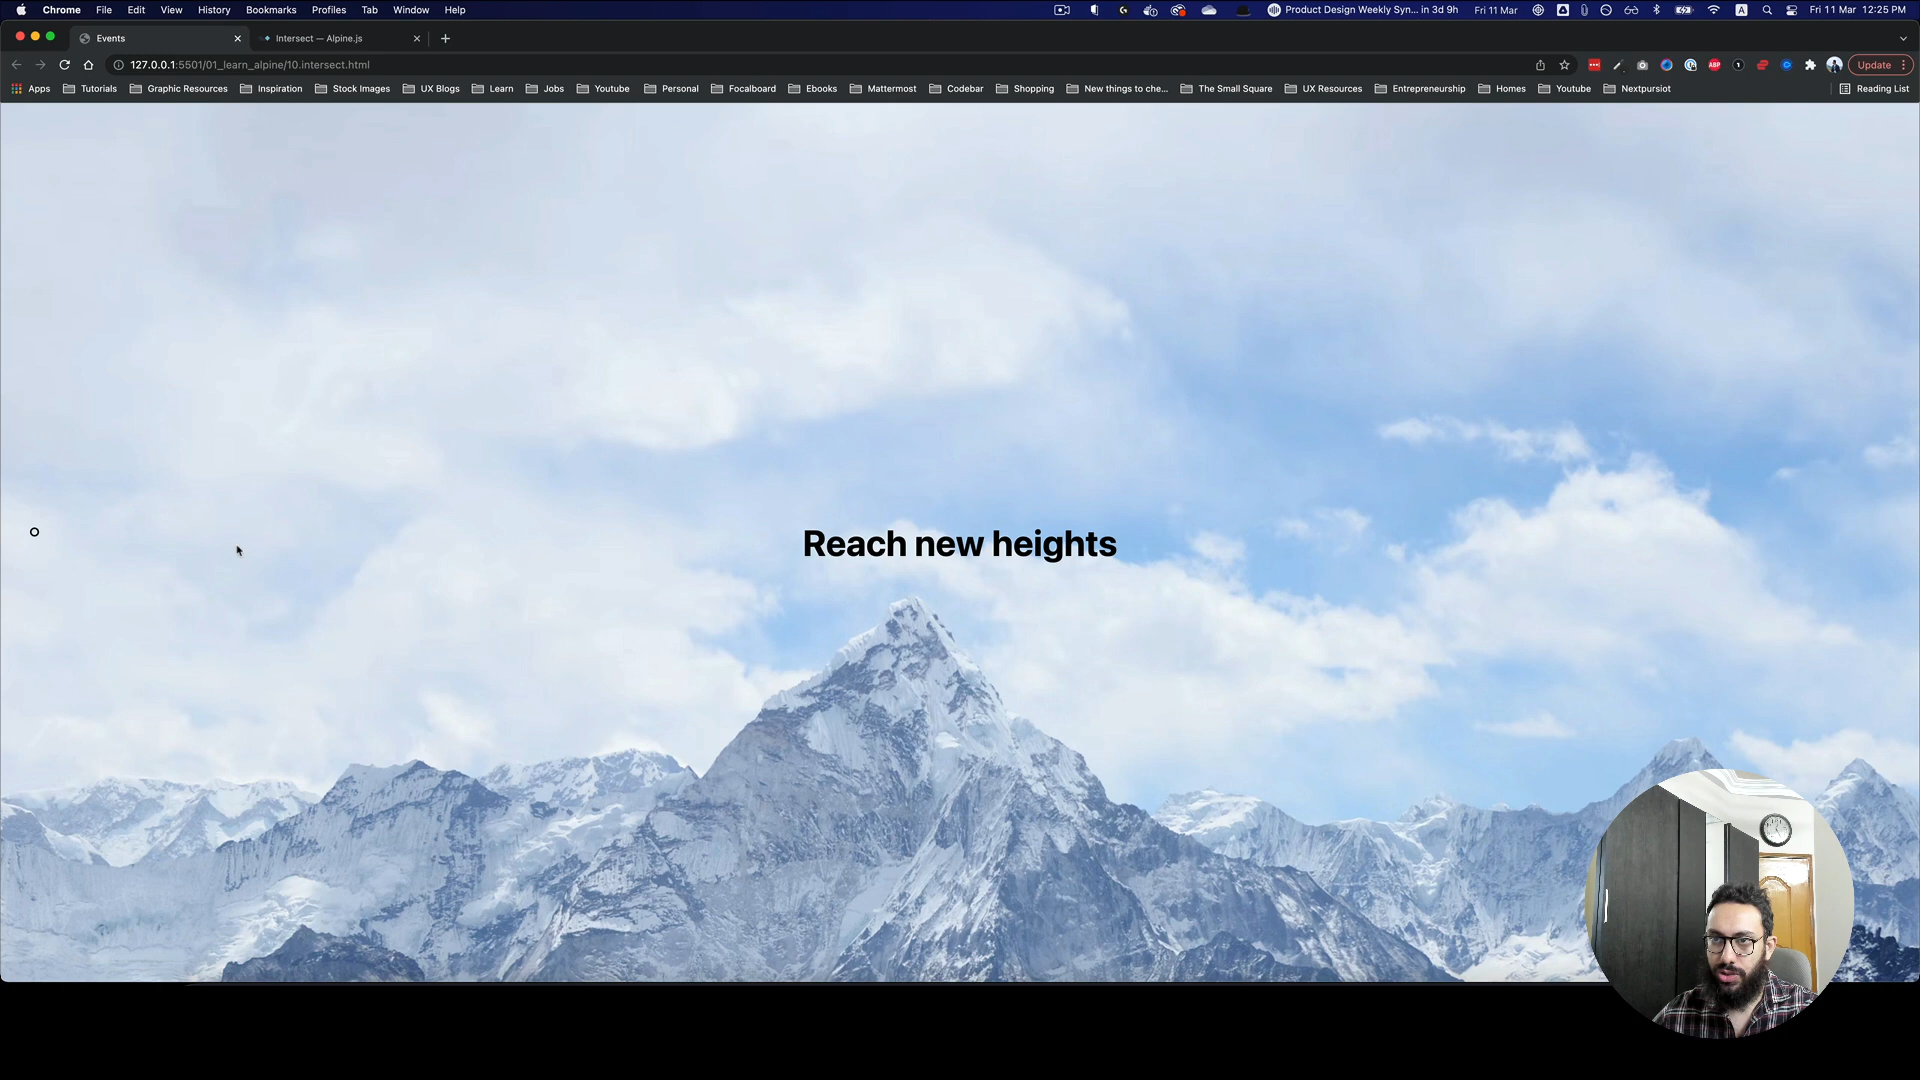 Chrome File Edit View History Bookmarks Profiles Tab Window Help Product Design Weekly Syn... in 3d 9h Fri 11 Mar A Fri 11 Mar 12:25 PM
Events Intersect — Alpine.js
127.0.0.1:5501/01_learn_alpine/10.intersect.html ABP Update
Apps Tutorials Graphic Resources Inspiration Stock Images UX Blogs Learn Jobs Youtube Personal Focalboard Ebooks Mattermost Codebar Shopping New things to che... The Small Square UX Resources Entrepreneurship Homes Youtube Nextpursiot Reading List
Reach new heights